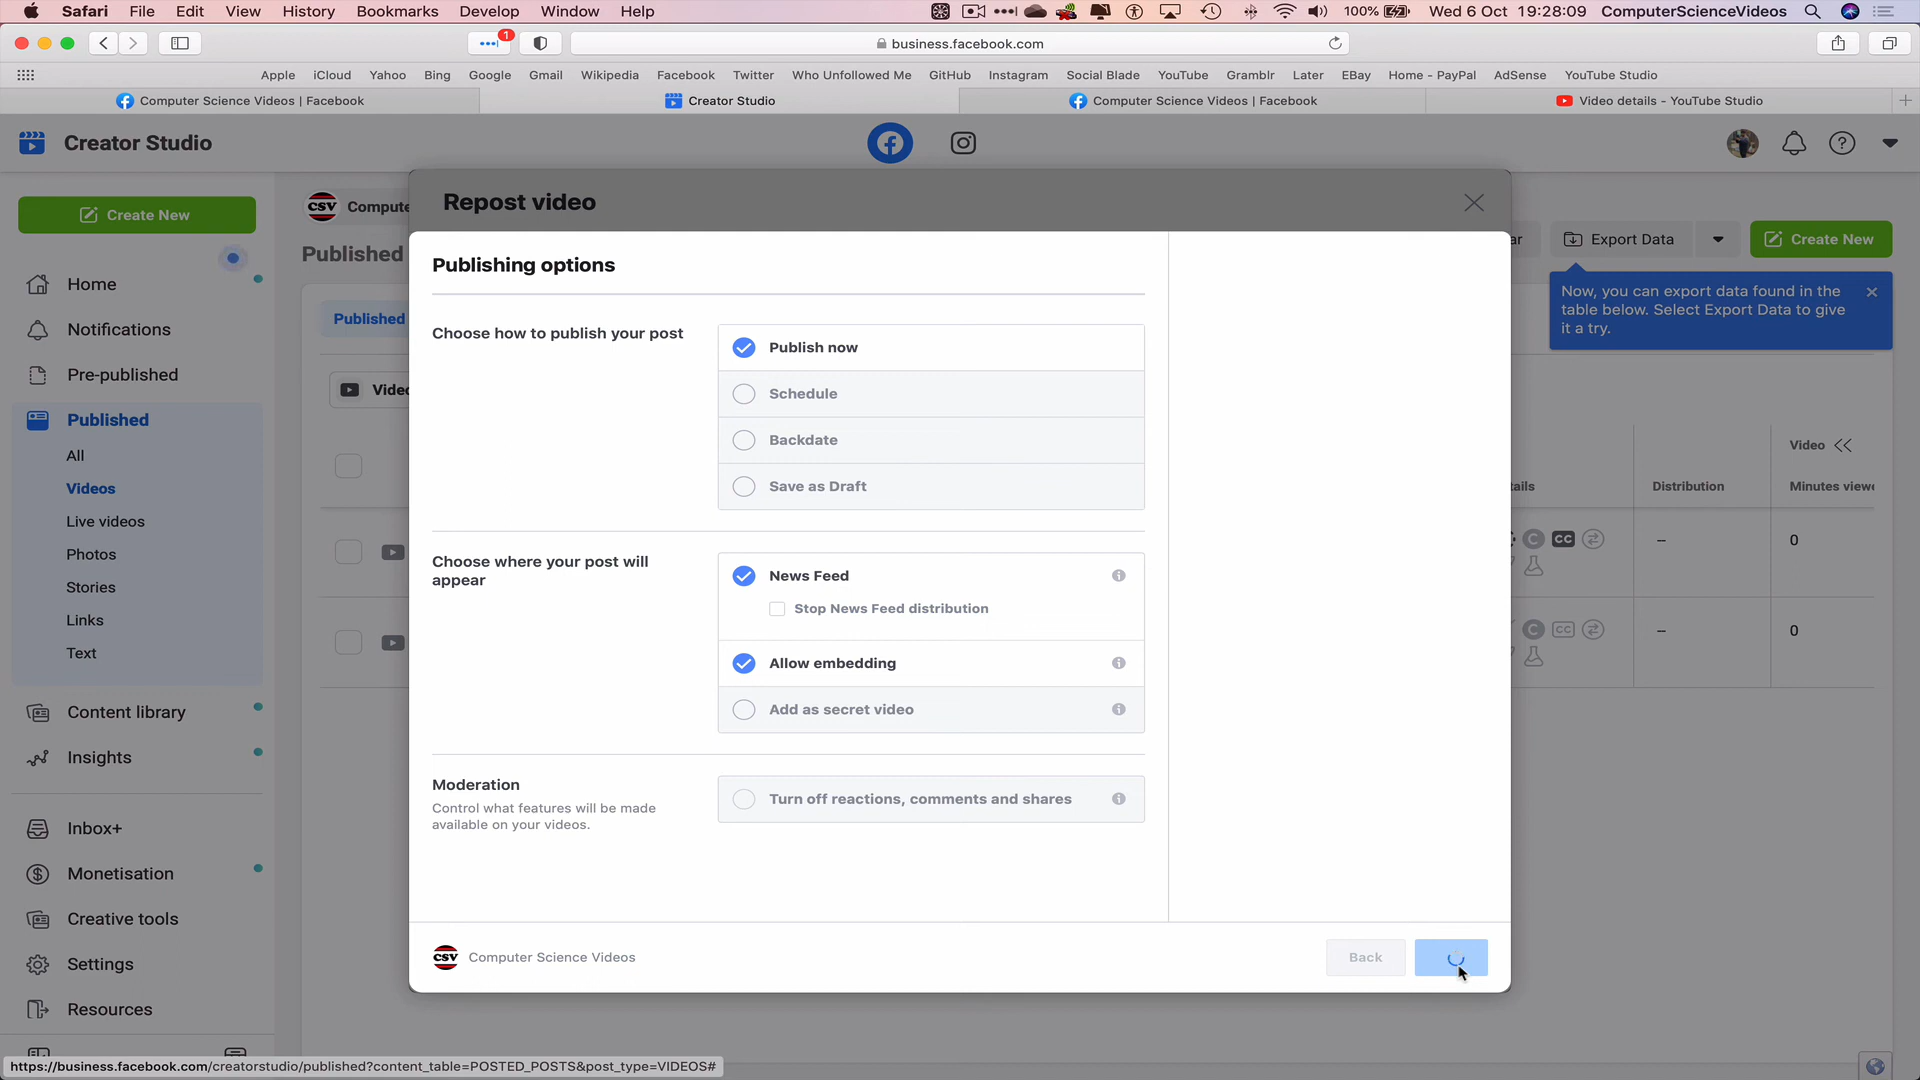 Safari File Edit View History Bookmarks Develop Window Help 100% Wed 6 Oct 19:28:09 ComputerScienceVideos
1 business.facebook.com
Apple iCloud Yahoo Bing Google Gmail Wikipedia Facebook Twitter Who Unfollowed Me GitHub Instagram Social Blade YouTube Gramblr Later EBay Home - PayPal AdSense YouTube Studio
Computer Science Videos | Facebook Creator Studio Computer Science Videos | Facebook Video details - YouTube Studio
Creator Studio
Create New
Home
Notifications
Pre-published
Published
All
Videos
Live videos
Photos
Stories
Links
Text
Content library
Insights
Inbox+
Monetisation
Creative tools
Settings
Resources
CSV Compute
Published
Published
Video
Repost video
Publishing options
Choose how to publish your post
Publish now
Schedule
Backdate
Save as Draft
Choose where your post will
appear
News Feed
Stop News Feed distribution
Allow embedding
Add as secret video
Moderation
Control what features will be made
available on your videos.
Turn off reactions, comments and shares
CSV Computer Science Videos
Back
ar Export Data Create New
Now, you can export data found in the
table below. Select Export Data to give
it a try.
Video
ails Distribution Minutes viewe
C CC – 0
C CC – 0
https://business.facebook.com/creatorstudio/published?content_table=POSTED_POSTS&post_type=VIDEOS#